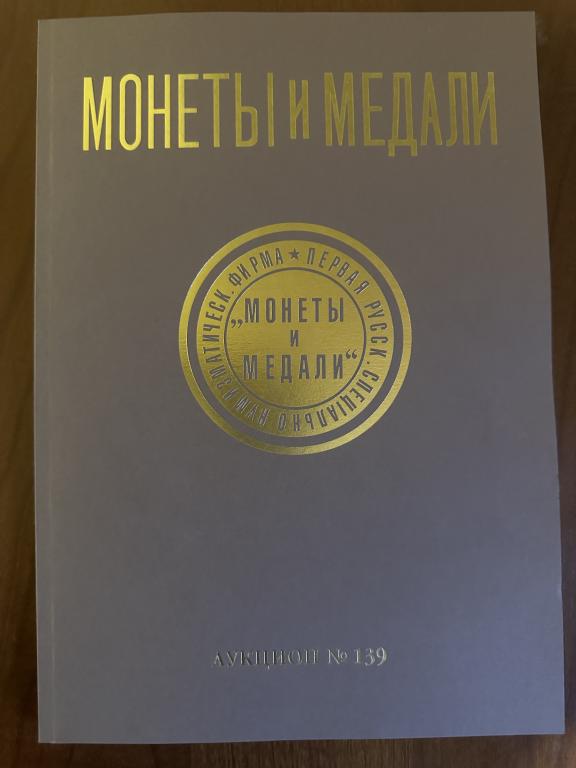 МОНЕТЫ И МЕДАЛИ
ПЕРВАЯ РУССК. СПЕЦІАЛЬНО НУМИЗМАТИЧЕСК. ФИРМА ★
„МОНЕТЫ
И
МЕДАЛИ“
АУКЦИОН № 139